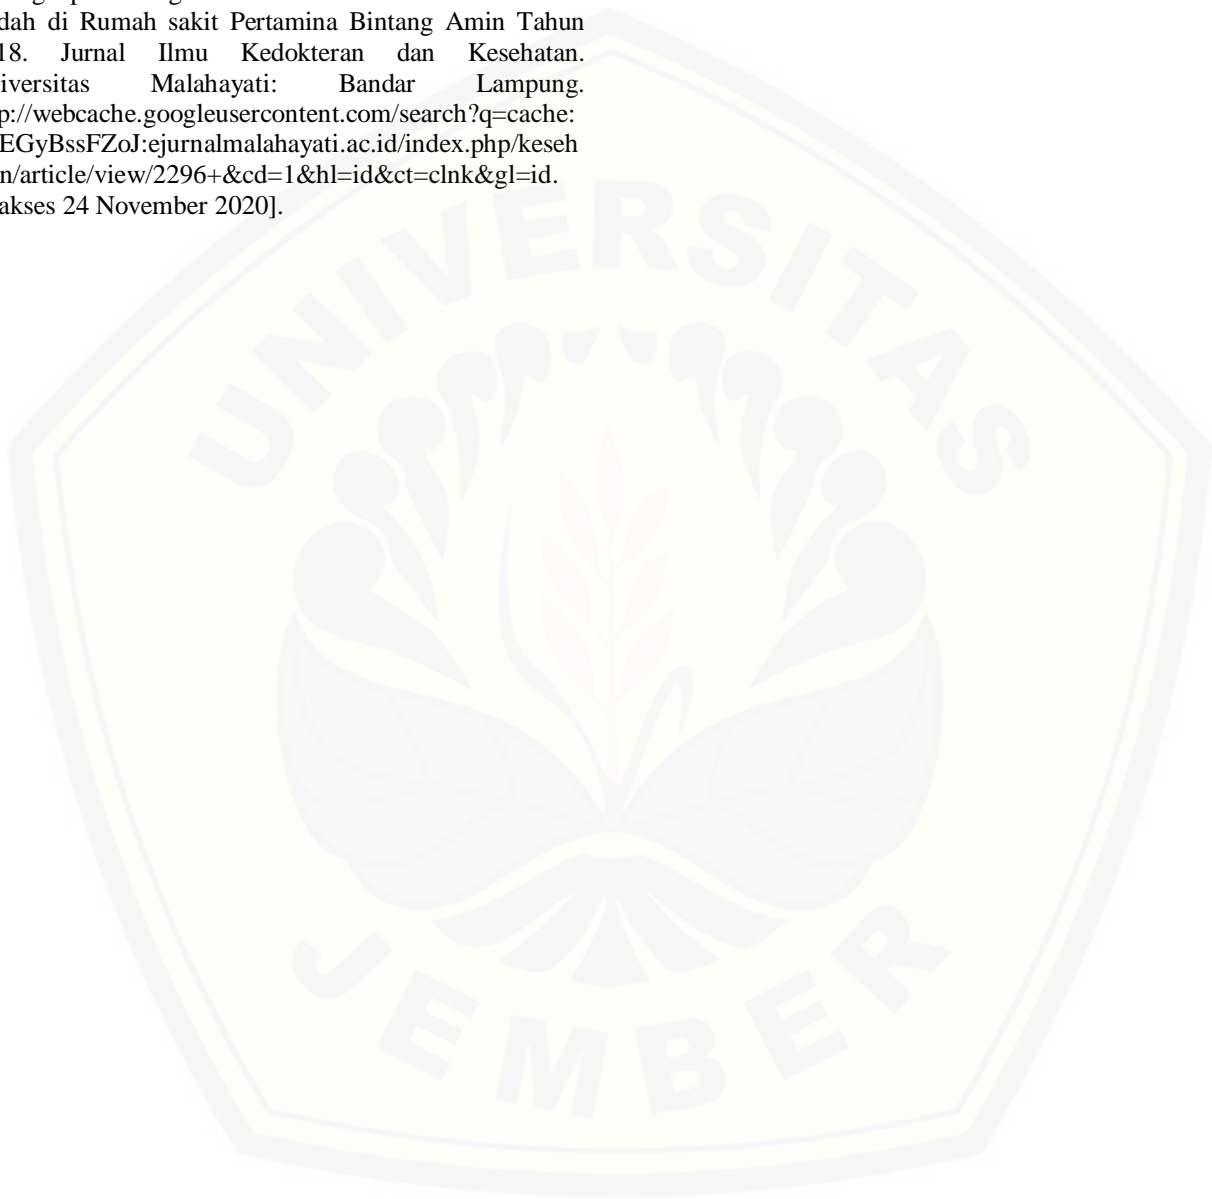 dah di Rumah sakit Pertamina Bintang Amin Tahun
18. Jurnal Ilmu Kedokteran dan Kesehatan.
iversitas Malahayati: Bandar Lampung.
p://webcache.googleusercontent.com/search?q=cache:
EGyBssFZoJ:ejurnalmalahayati.ac.id/index.php/keseh
n/article/view/2296+&cd=1&hl=id&ct=clnk&gl=id.
akses 24 November 2020].
UNIVERSITAS
JEMBER